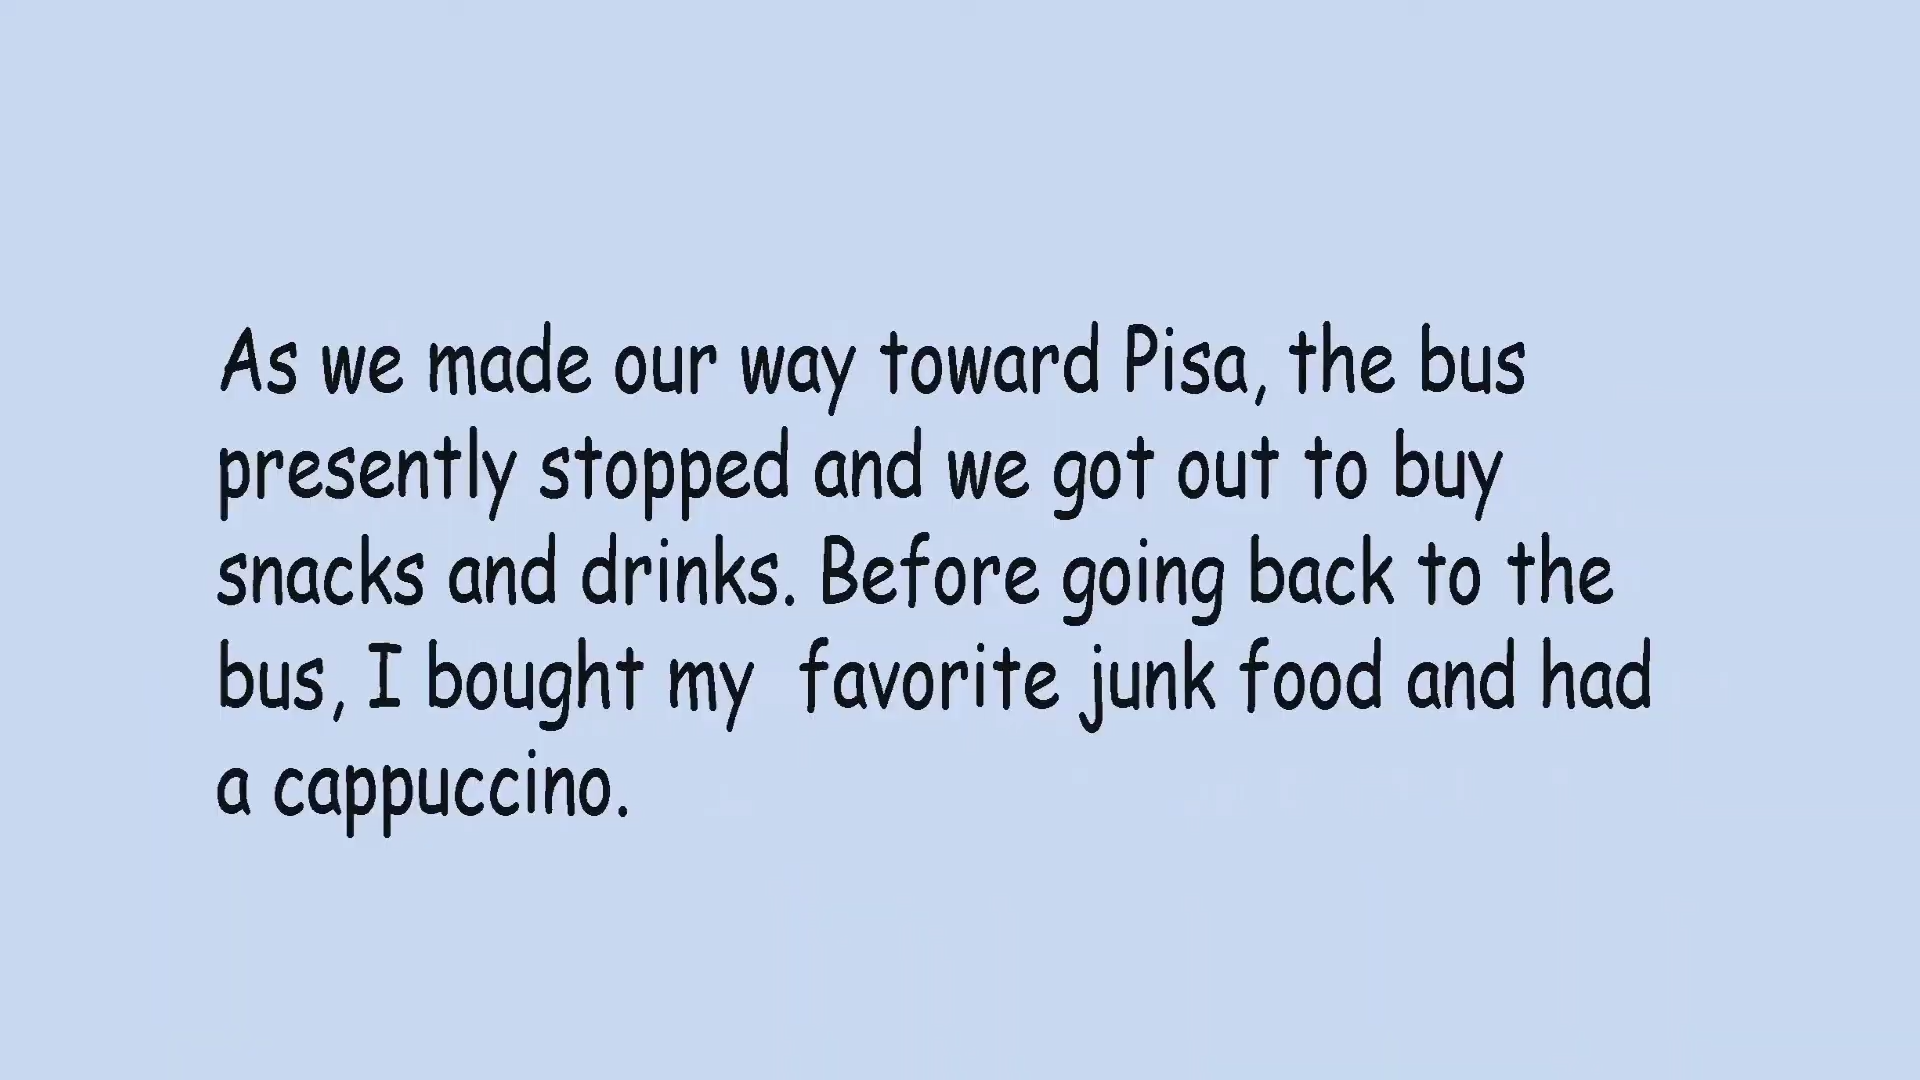 As we made our way toward Pisa, the bus
presently stopped and we got out to buy
snacks and drinks. Before going back to the
bus, I bought my  favorite junk food and had
a cappuccino.